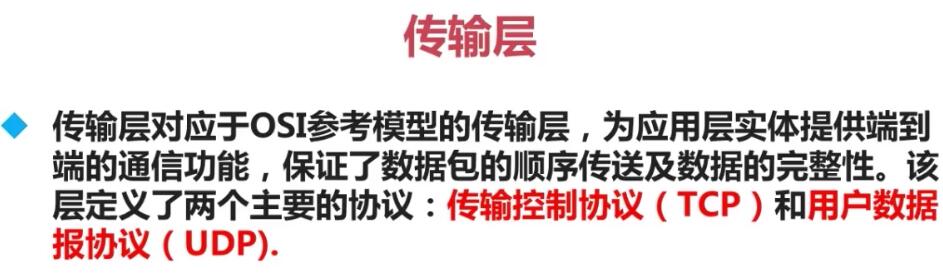 传输层
传输层对应于OSI参考模型的传输层，为应用层实体提供端到
端的通信功能，保证了数据包的顺序传送及数据的完整性。该
层定义了两个主要的协议：传输控制协议（TCP）和用户数据
报协议（UDP).